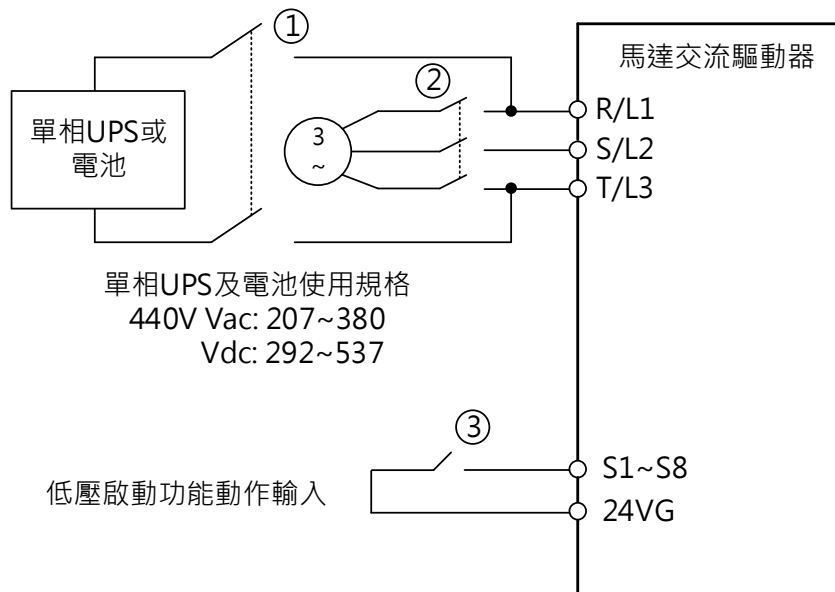 ①
馬達交流驅動器
單相UPS或
電池
②
3
~
R/L1
S/L2
T/L3
單相UPS及電池使用規格
440V Vac: 207~380
Vdc: 292~537
③
低壓啟動功能動作輸入
S1~S8
24VG